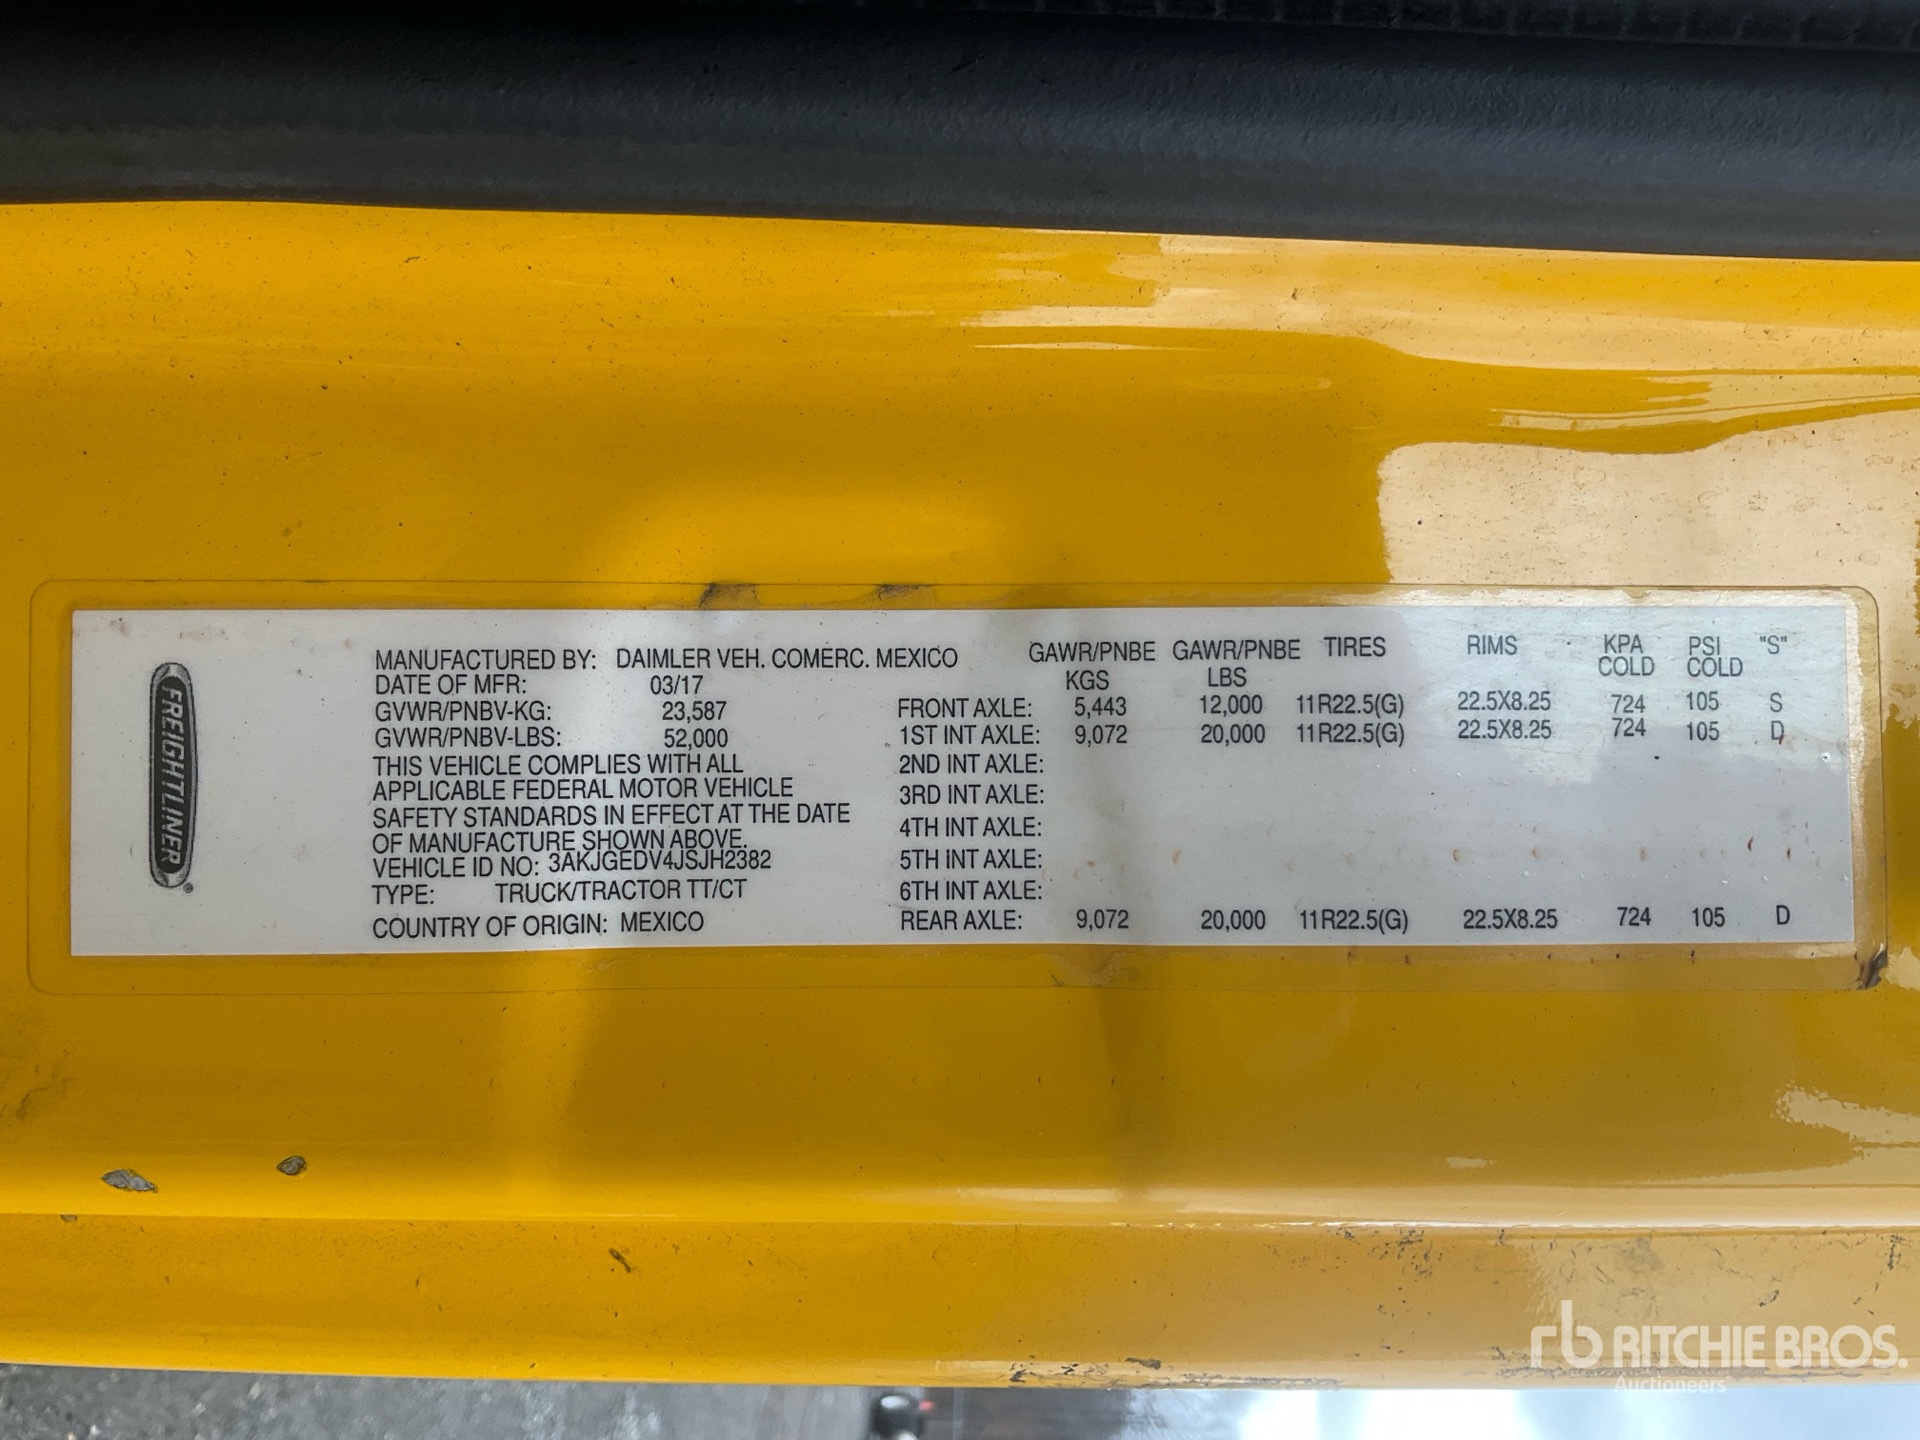 FREIGHTLINER®
MANUFACTURED BY: DAIMLER VEH. COMERC. MEXICO
DATE OF MFR: 03/17
GVWR/PNBV-KG: 23,587
GVWR/PNBV-LBS: 52,000
THIS VEHICLE COMPLIES WITH ALL
APPLICABLE FEDERAL MOTOR VEHICLE
SAFETY STANDARDS IN EFFECT AT THE DATE
OF MANUFACTURE SHOWN ABOVE.
VEHICLE ID NO: 3AKJGEDV4JSJH2382
TYPE: TRUCK/TRACTOR TT/CT
COUNTRY OF ORIGIN: MEXICO
GAWR/PNBE GAWR/PNBE TIRES RIMS KPA PSI "S"
KGS LBS COLD COLD
FRONT AXLE: 5,443 12,000 11R22.5(G) 22.5X8.25 724 105 S
1ST INT AXLE: 9,072 20,000 11R22.5(G) 22.5X8.25 724 105 D
2ND INT AXLE:
3RD INT AXLE:
4TH INT AXLE:
5TH INT AXLE:
6TH INT AXLE:
REAR AXLE: 9,072 20,000 11R22.5(G) 22.5X8.25 724 105 D
rb RITCHIE BROS.
Auctioneers